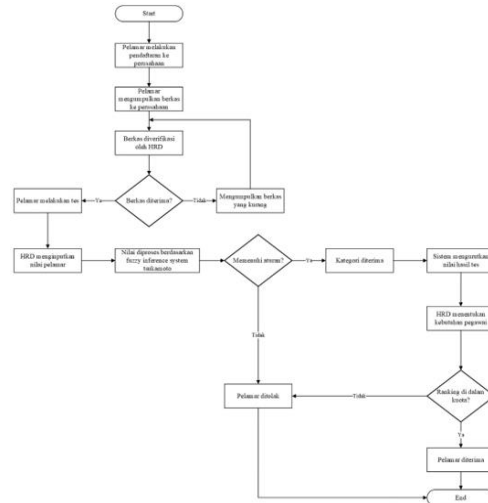 Start
Pelamar melakukan
pendaftaran ke
perusahaan
Pelamar
mengumpulkan berkas
ke perusahaan
Berkas diverifikasi
oleh HRD
Berkas diterima?
Ya
Tidak
Pelamar melakukan tes
Mengumpulkan berkas
yang kurang
HRD menginputkan
nilai pelamar
Nilai diproses berdasarkan
fuzzy inference system
tsukamoto
Memenuhi aturan?
Ya
Kategori diterima
Sistem mengurutkan
nilai hasil tes
HRD menentukan
kebutuhan pegawai
Tidak
Pelamar ditolak
Tidak
Ranking di dalam
kuota?
Ya
Pelamar diterima
End